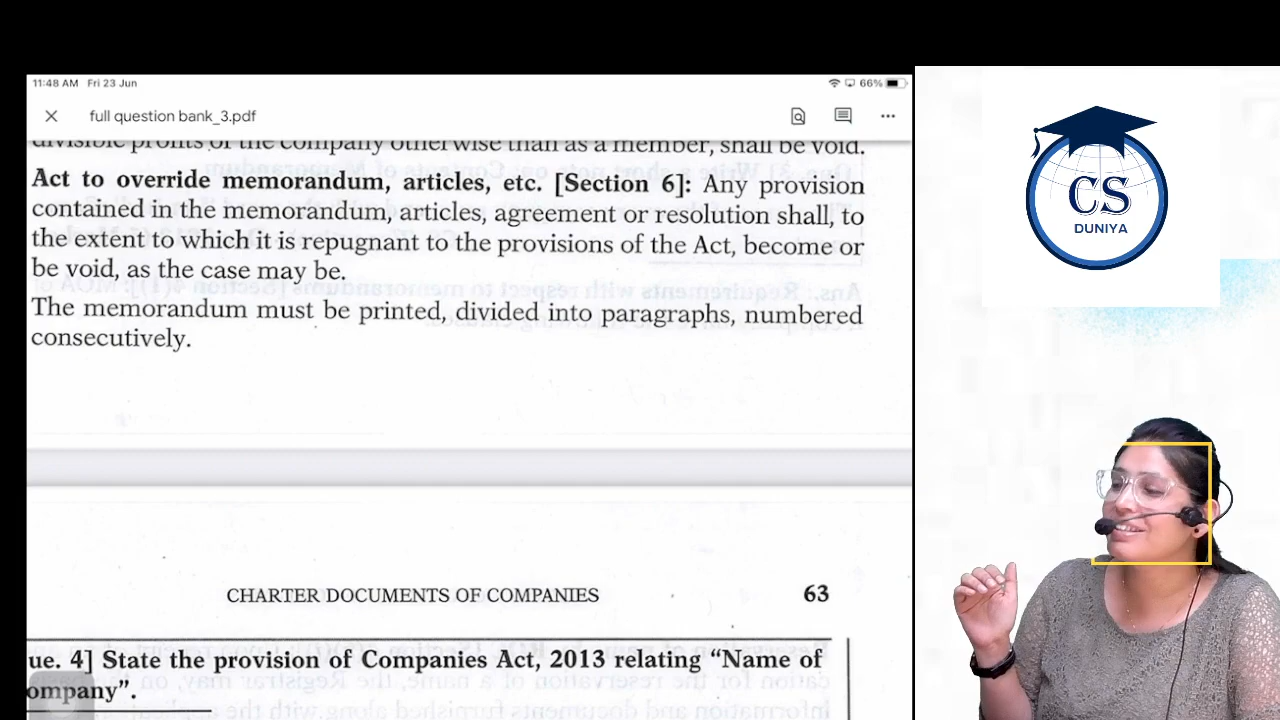 11:48 AM Fri 23 Jun
66%
full question bank_3.pdf
divisible profits of the company otherwise than as a member, shall be void.
Act to override memorandum, articles, etc. [Section 6]: Any provision
contained in the memorandum, articles, agreement or resolution shall, to
the extent to which it is repugnant to the provisions of the Act, become or
be void, as the case may be.
The memorandum must be printed, divided into paragraphs, numbered
consecutively.
CHARTER DOCUMENTS OF COMPANIES 63
ue. 4] State the provision of Companies Act, 2013 relating “Name of
ompany”.
CS
DUNIYA